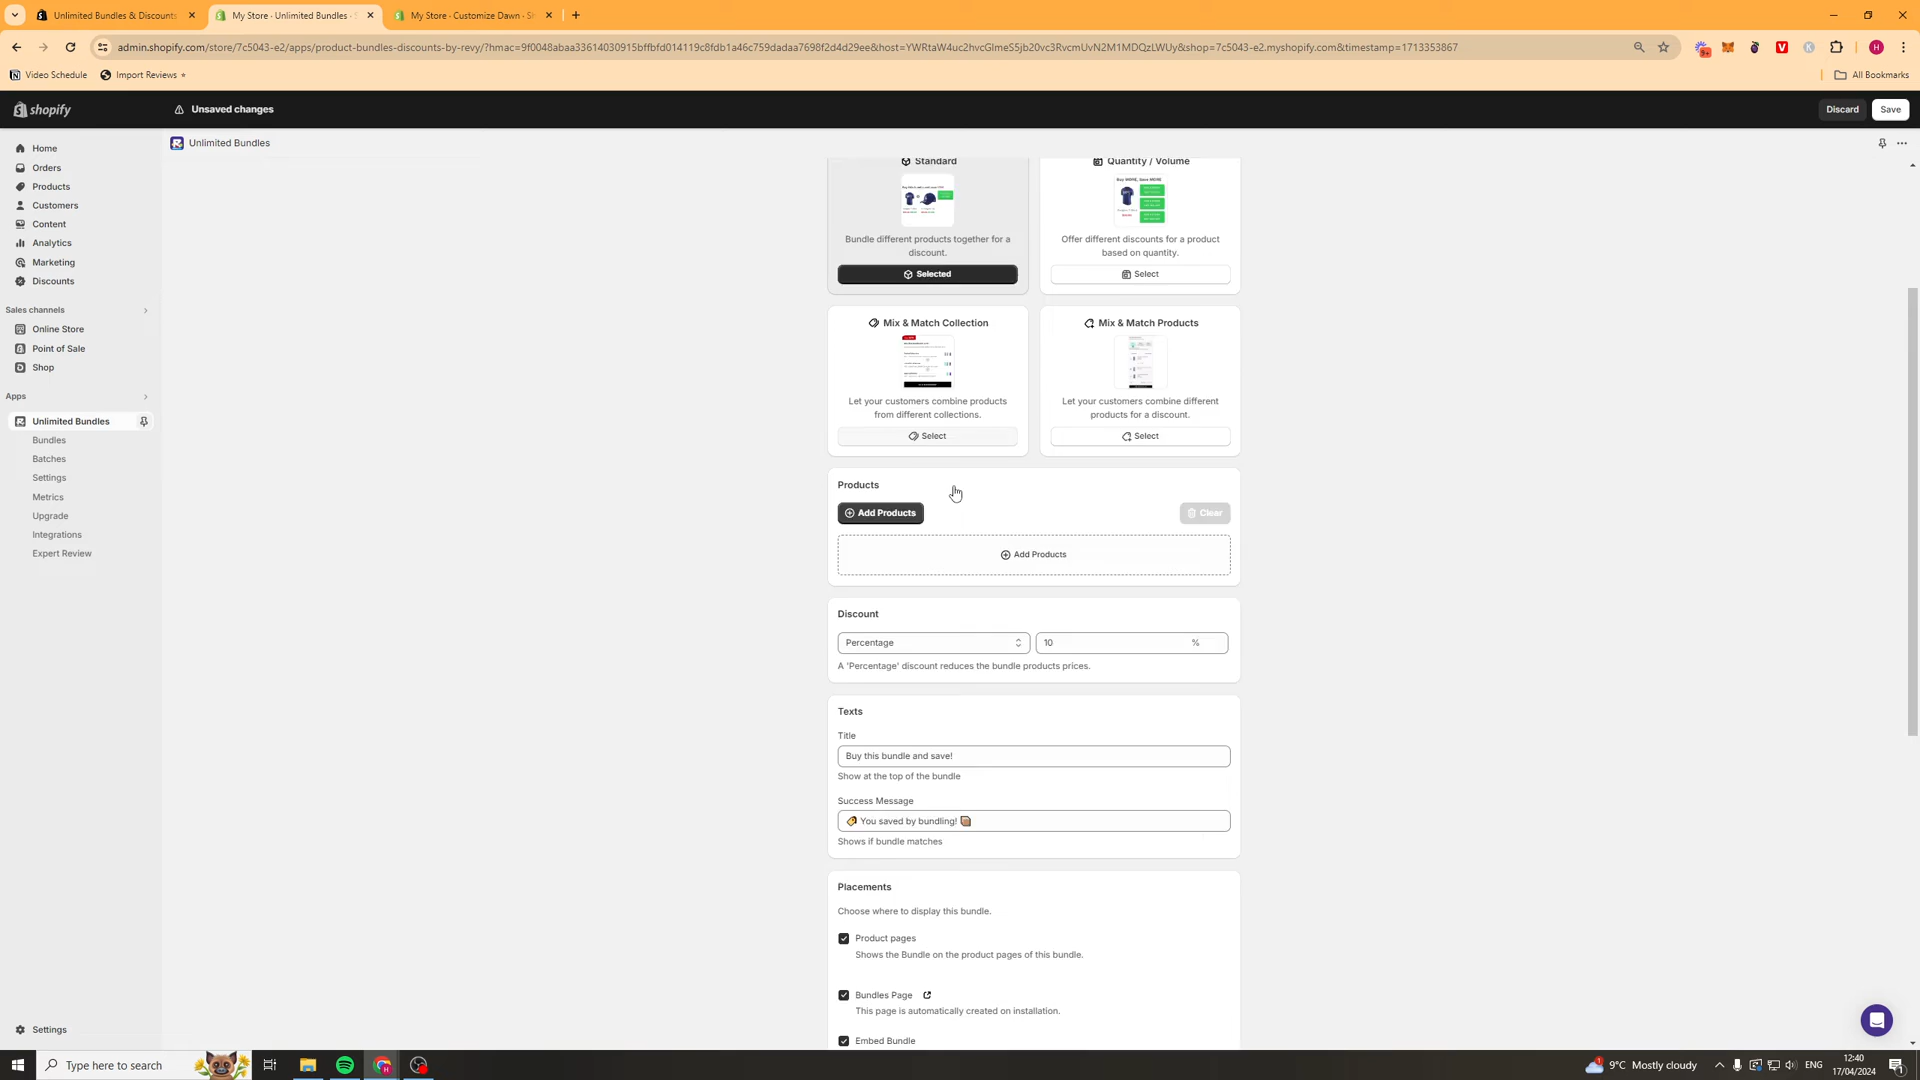 Unlimited Bundles & Discounts
My Store · Unlimited Bundles · S
My Store · Customize Dawn · Sh
admin.shopify.com/store/7c5043-e2/apps/product-bundles-discounts-by-revy/?hmac=9f0048abaa33614030915bffbfd014119c8fdb1a46c759dadaa7698f2d4d29ee&host=YWRtaW4uc2hvcGlmeS5jb20vc3RvcmUvN2M1MDQzLWUy&shop=7c5043-e2.myshopify.com&timestamp=1713353867
Video Schedule
Import Reviews
All Bookmarks
shopify
Unsaved changes
Discard
Save
Unlimited Bundles
Home
Orders
Products
Customers
Content
Analytics
Marketing
Discounts
Sales channels
Online Store
Point of Sale
Shop
Apps
Unlimited Bundles
Bundles
Batches
Settings
Metrics
Upgrade
Integrations
Expert Review
Settings
Standard
Bundle different products together for a
discount.
Selected
Quantity / Volume
Buy MORE, Save MORE!
Offer different discounts for a product
based on quantity.
Select
Mix & Match Collection
Let your customers combine products
from different collections.
Select
Mix & Match Products
Let your customers combine different
products for a discount.
Select
Products
Add Products
Clear
Add Products
Discount
Percentage
10
%
A 'Percentage' discount reduces the bundle products prices.
Texts
Title
Buy this bundle and save!
Show at the top of the bundle
Success Message
🏷️ You saved by bundling! 📦
Shows if bundle matches
Placements
Choose where to display this bundle.
Product pages
Shows the Bundle on the product pages of this bundle.
Bundles Page
This page is automatically created on installation.
Embed Bundle
Type here to search
9°C Mostly cloudy
ENG
12:40
17/04/2024